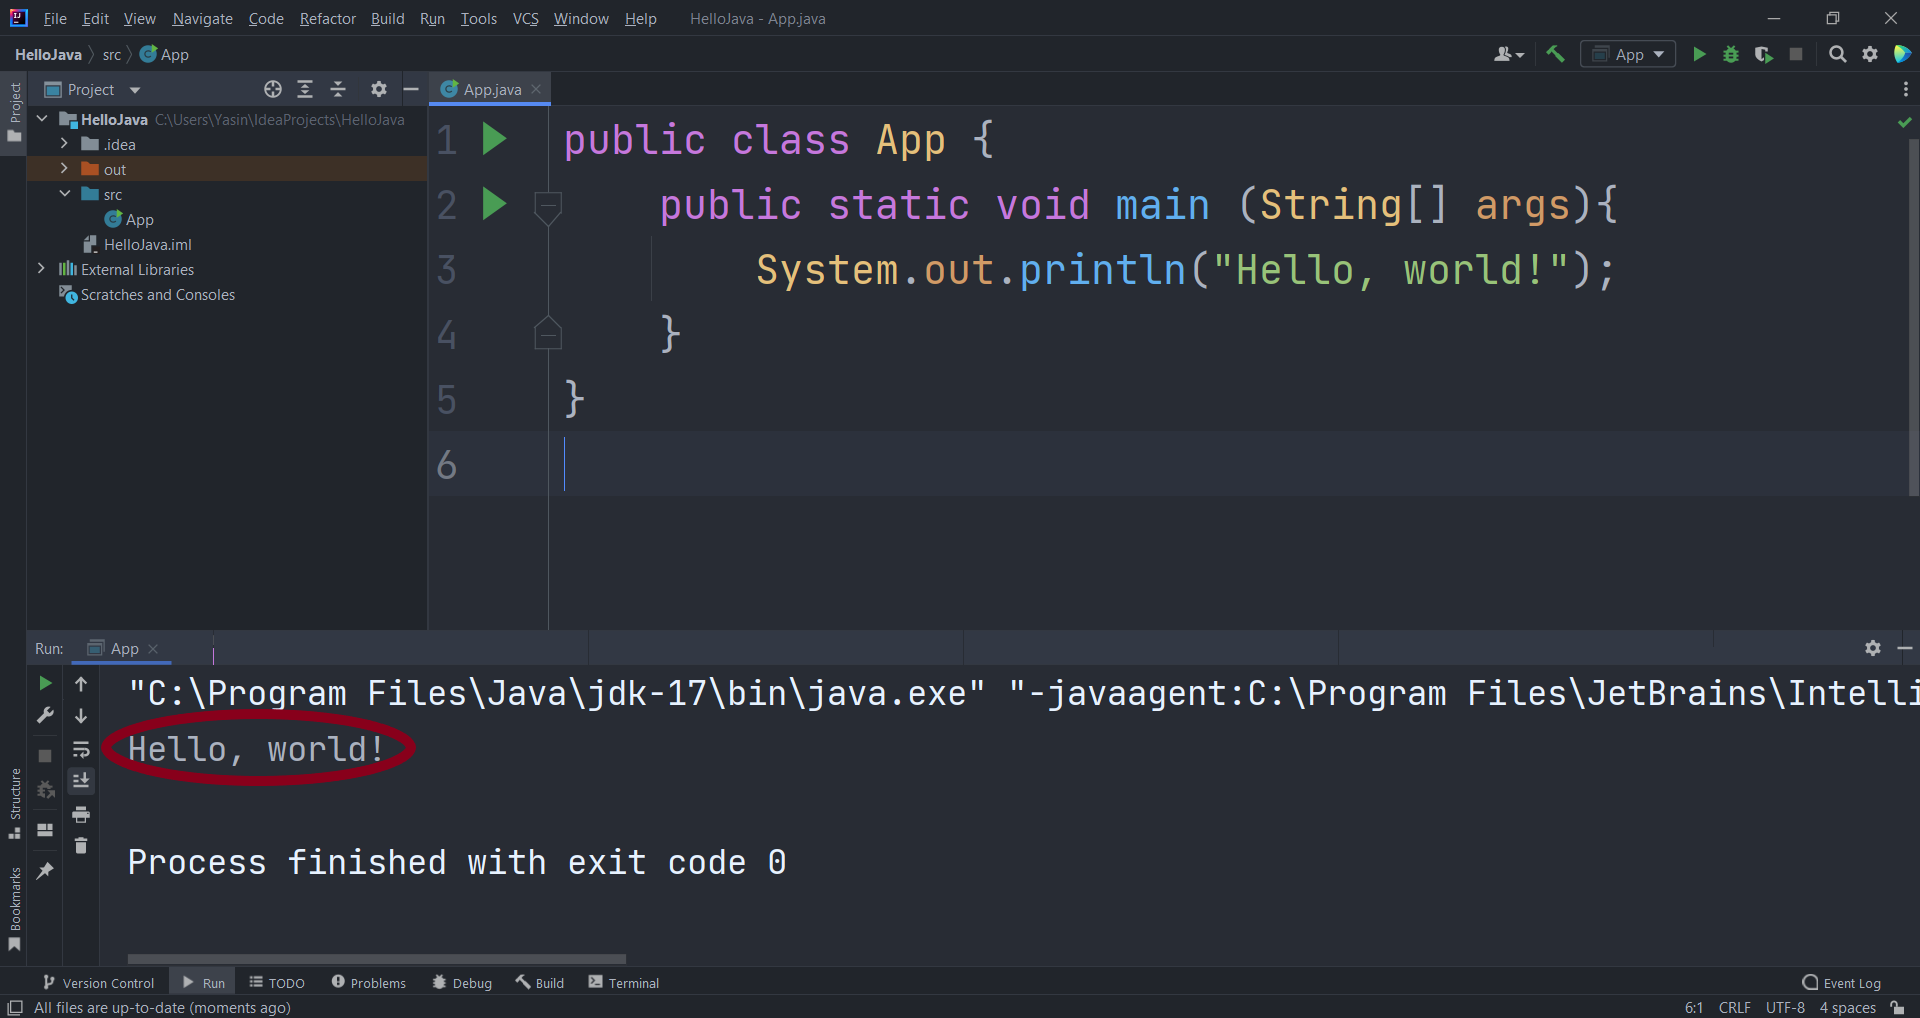 File Edit View Navigate Code Refactor Build Run Tools VCS Window Help HelloJava - App.java
HelloJava src App App
Project
Project App.java
HelloJava C:\Users\Yasin\IdeaProjects\HelloJava
.idea
out
src
App
HelloJava.iml
External Libraries
Scratches and Consoles
1 public class App {
2 public static void main (String[] args){
3 System.out.println("Hello, world!");
4 }
5 }
6
Run: App
"C:\Program Files\Java\jdk-17\bin\java.exe" "-javaagent:C:\Program Files\JetBrains\Intelli
Hello, world!
Process finished with exit code 0
Structure
Bookmarks
Version Control Run TODO Problems Debug Build Terminal Event Log
All files are up-to-date (moments ago) 6:1 CRLF UTF-8 4 spaces